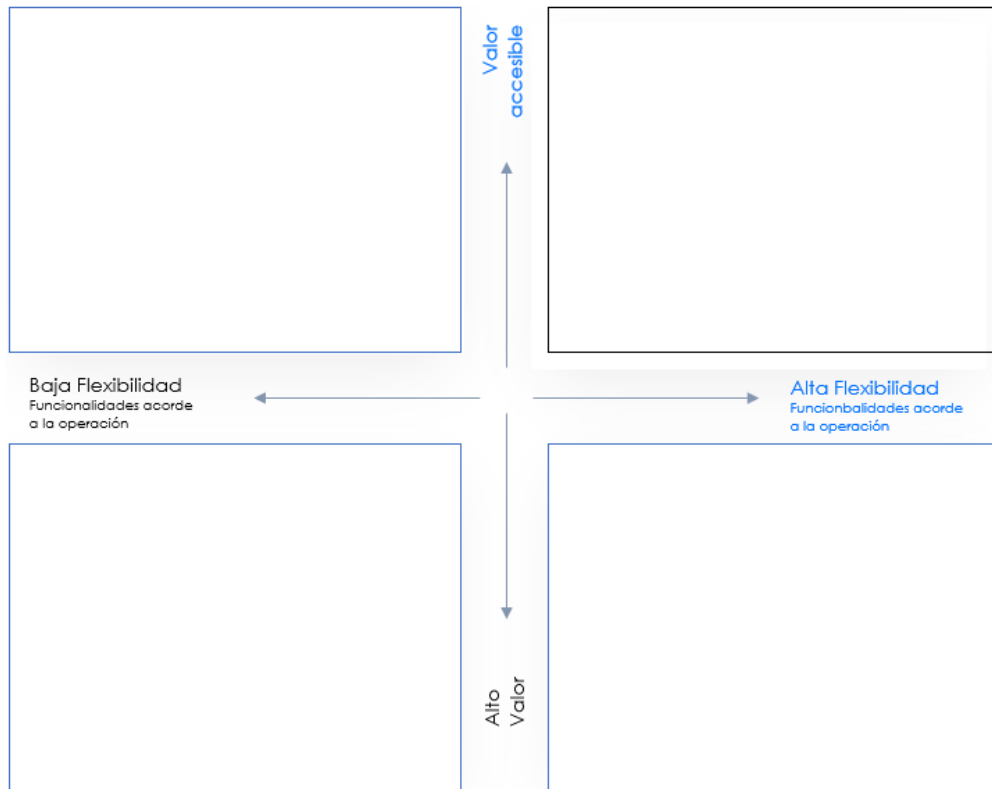 Valor
accesible
Baja Flexibilidad
Funcionalidades acorde
a la operación
Alta Flexibilidad
Funcionbalidades acorde
a la operación
Alto
Valor